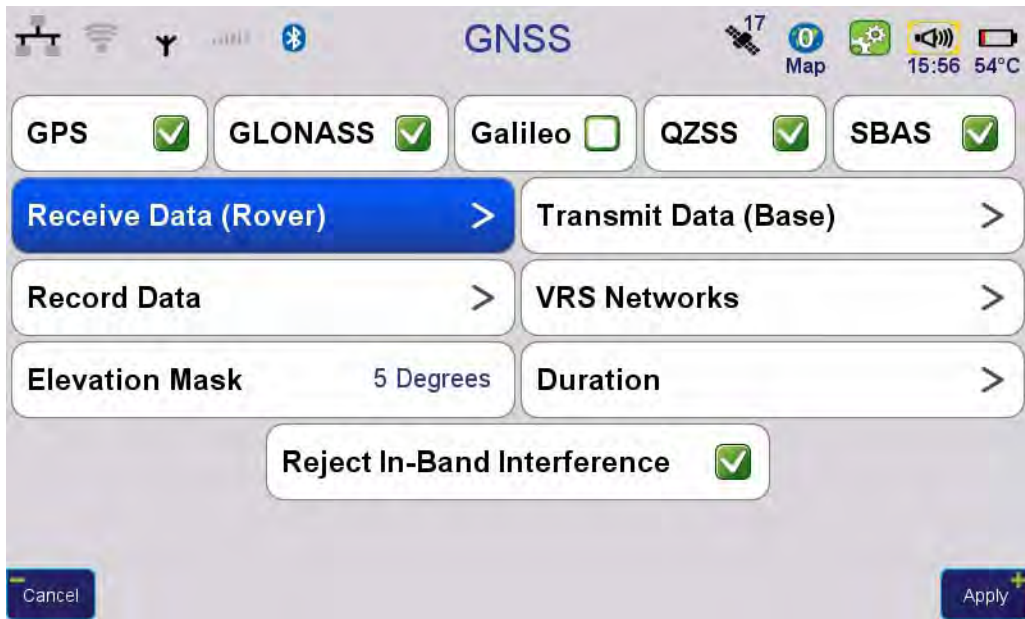 GNSS
17
0
Map
15:56
54°C
GPS
GLONASS
Galileo
QZSS
SBAS
Receive Data (Rover) >
Transmit Data (Base) >
Record Data >
VRS Networks >
Elevation Mask 5 Degrees
Duration >
Reject In-Band Interference
- Cancel
Apply +